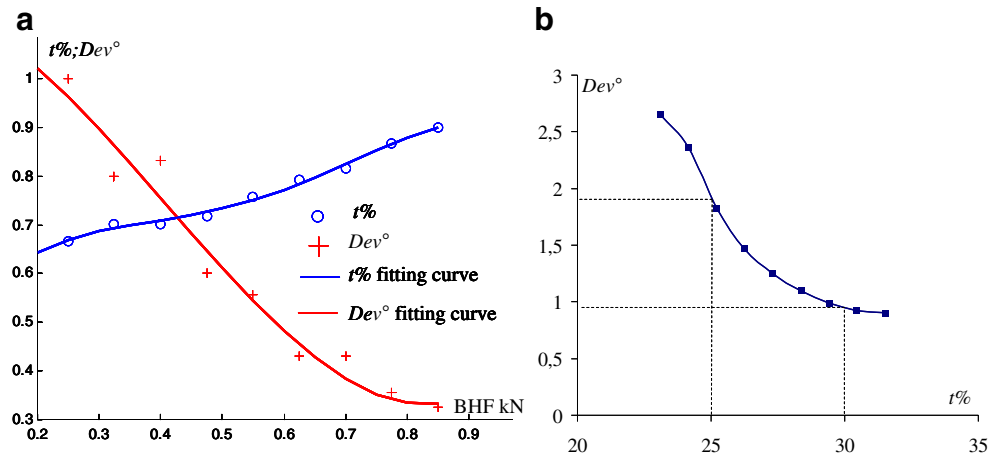 a
t%;Dev°
1
0.9
0.8
0.7
0.6
0.5
0.4
0.3
0.2 0.3 0.4 0.5 0.6 0.7 0.8 0.9
BHF kN
t%
Dev°
t% fitting curve
Dev° fitting curve
b
Dev°
3
2,5
2
1,5
1
0,5
0
20 25 30 35
t%